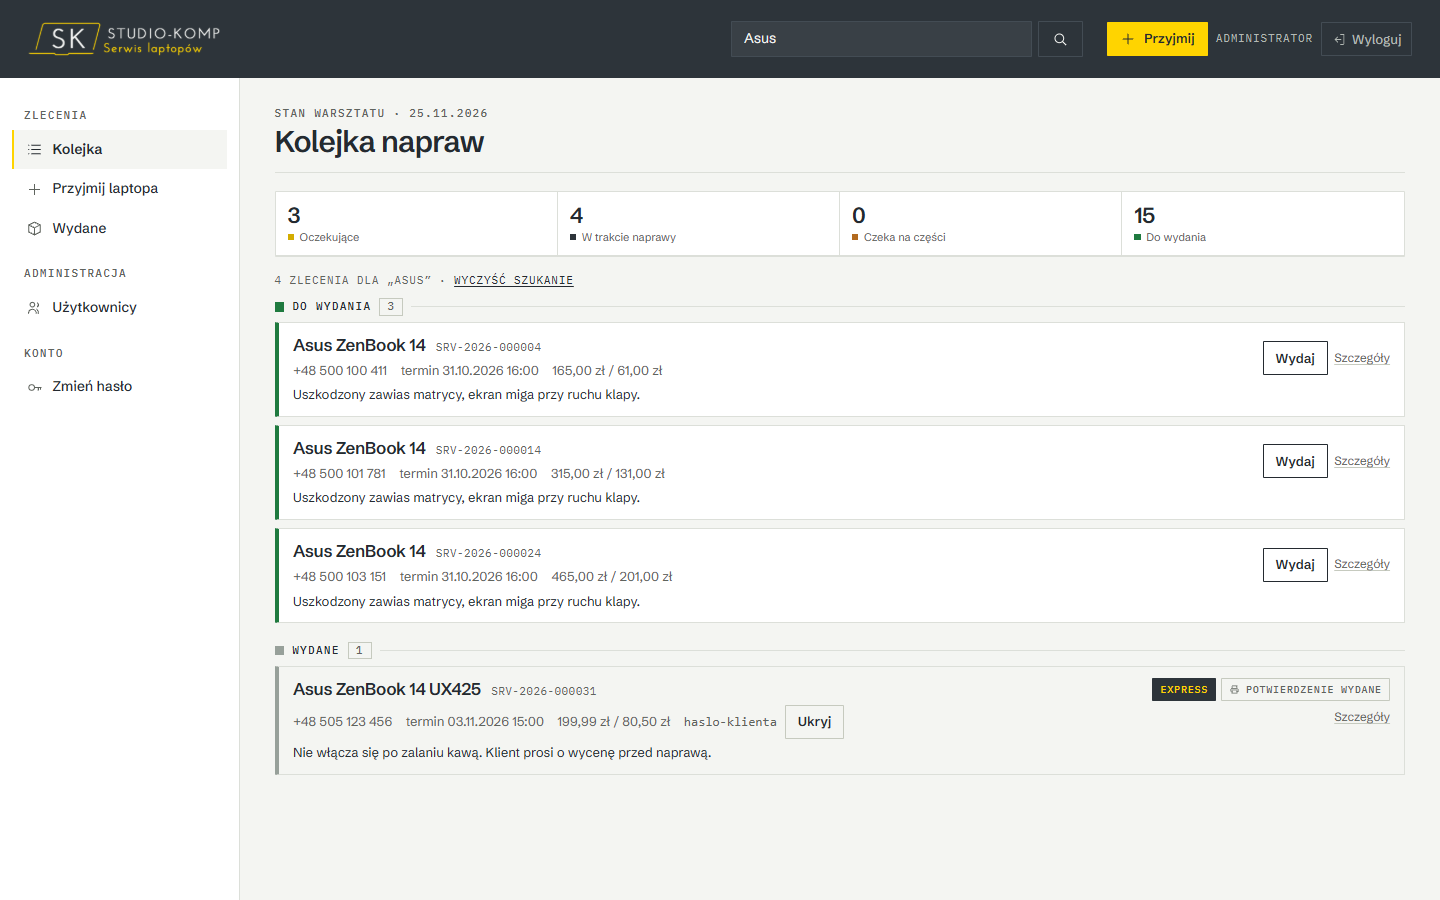 SK STUDIO-KOMP
Serwis laptopów
Asus
Przyjmij
ADMINISTRATOR
Wyloguj
ZLECENIA
Kolejka
Przyjmij laptopa
Wydane
ADMINISTRACJA
Użytkownicy
KONTO
Zmień hasło
STAN WARSZTATU · 25.11.2026
Kolejka napraw
3
Oczekujące
4
W trakcie naprawy
0
Czeka na części
15
Do wydania
4 ZLECENIA DLA „ASUS” · WYCZYŚĆ SZUKANIE
DO WYDANIA 3
Asus ZenBook 14 SRV-2026-000004
+48 500 100 411 termin 31.10.2026 16:00 165,00 zł / 61,00 zł
Uszkodzony zawias matrycy, ekran miga przy ruchu klapy.
Wydaj Szczegóły
Asus ZenBook 14 SRV-2026-000014
+48 500 101 781 termin 31.10.2026 16:00 315,00 zł / 131,00 zł
Uszkodzony zawias matrycy, ekran miga przy ruchu klapy.
Wydaj Szczegóły
Asus ZenBook 14 SRV-2026-000024
+48 500 103 151 termin 31.10.2026 16:00 465,00 zł / 201,00 zł
Uszkodzony zawias matrycy, ekran miga przy ruchu klapy.
Wydaj Szczegóły
WYDANE 1
Asus ZenBook 14 UX425 SRV-2026-000031
+48 505 123 456 termin 03.11.2026 15:00 199,99 zł / 80,50 zł haslo-klienta Ukryj
Nie włącza się po zalaniu kawą. Klient prosi o wycenę przed naprawą.
EXPRESS POTWIERDZENIE WYDANE
Szczegóły